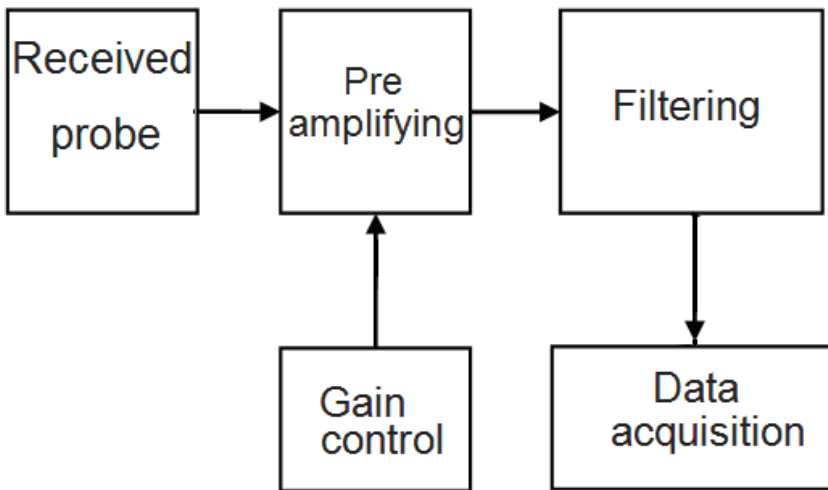 Received
probe
Pre
amplifying
Filtering
Gain
control
Data
acquisition